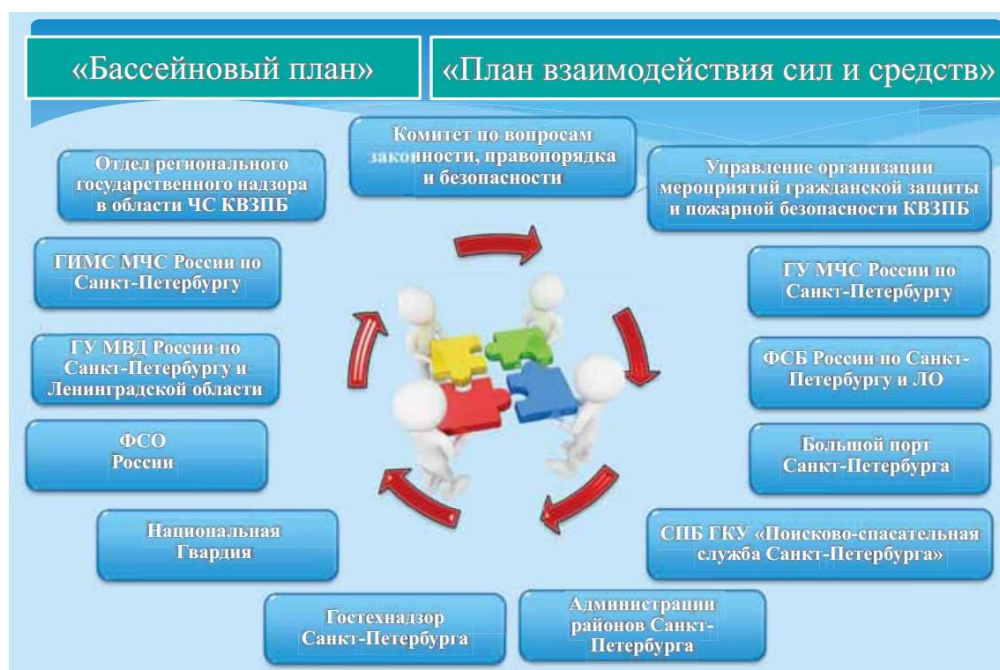 «Бассейновый план»
«План взаимодействия сил и средств»
Комитет по вопросам
законности, правопорядка
и безопасности
Отдел регионального
государственного надзора
в области ЧС КВЗПБ
Управление организации
мероприятий гражданской защиты
и пожарной безопасности КВЗПБ
ГИМС МЧС России по
Санкт-Петербургу
ГУ МЧС России по
Санкт-Петербургу
ГУ МВД России по
Санкт-Петербургу и
Ленинградской области
ФСБ России по Санкт-
Петербургу и ЛО
ФСО
России
Большой порт
Санкт-Петербурга
Национальная
Гвардия
СПБ ГКУ «Поисково-спасательная
служба Санкт-Петербурга»
Гостехнадзор
Санкт-Петербурга
Администрации
районов Санкт-
Петербурга